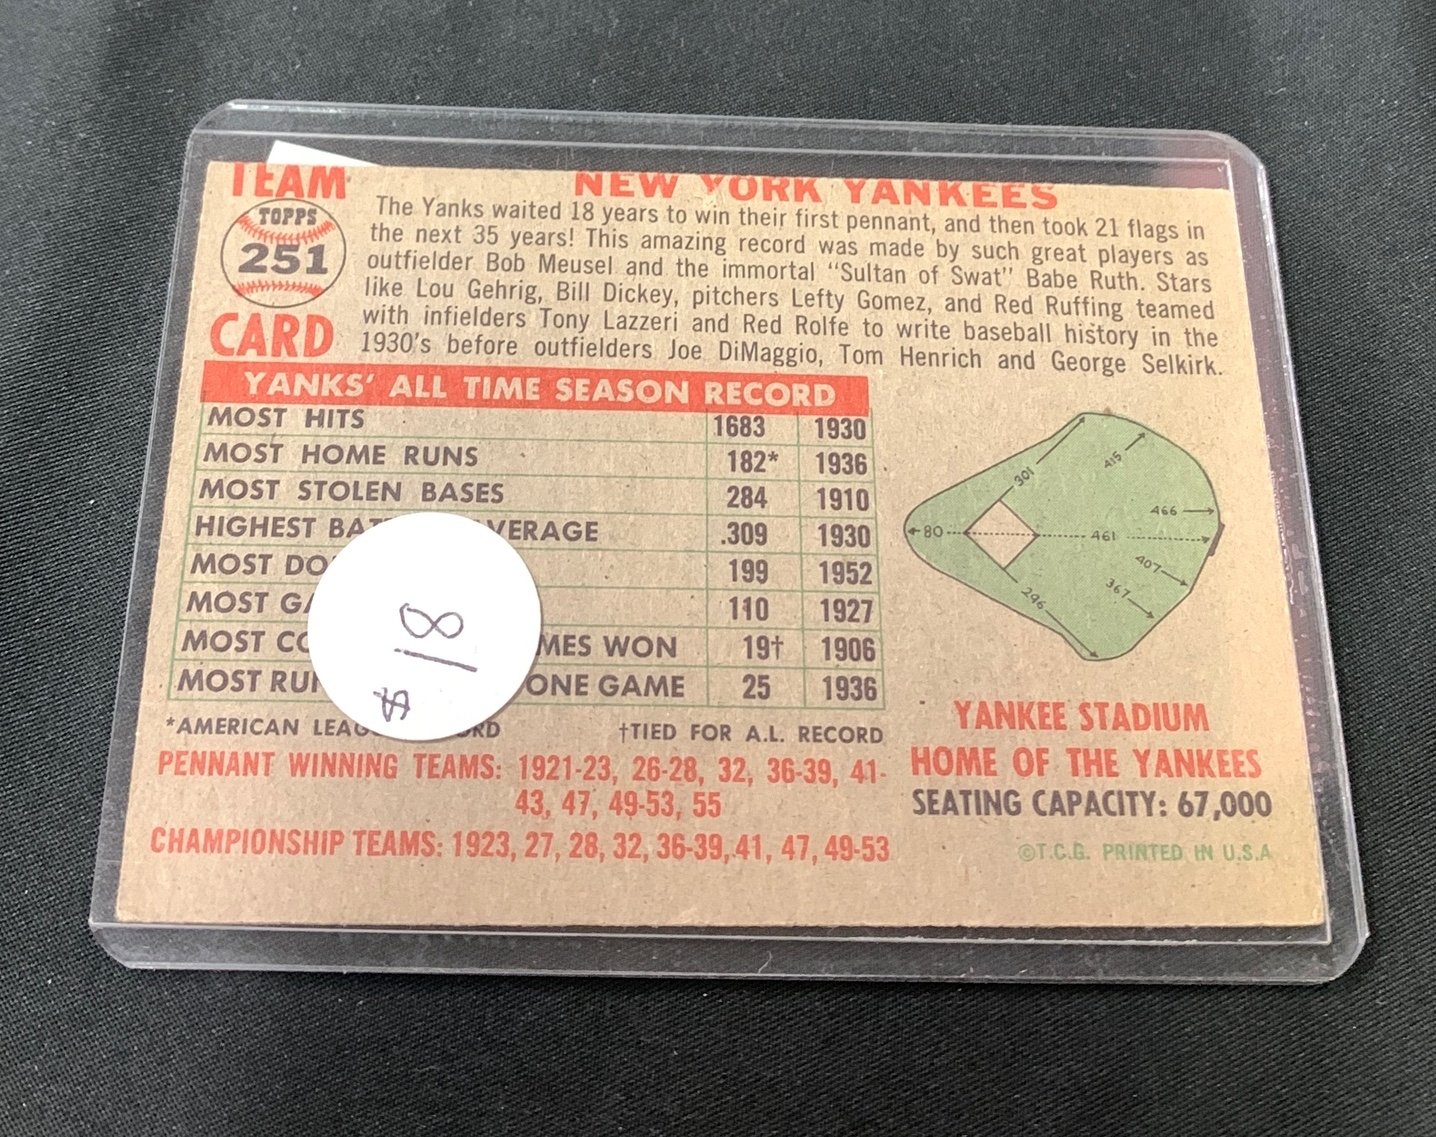 TEAM
TOPPS
251
CARD
NEW YORK YANKEES
The Yanks waited 18 years to win their first pennant, and then took 21 flags in
the next 35 years! This amazing record was made by such great players as
outfielder Bob Meusel and the immortal "Sultan of Swat" Babe Ruth. Stars
like Lou Gehrig, Bill Dickey, pitchers Lefty Gomez, and Red Ruffing teamed
with infielders Tony Lazzeri and Red Rolfe to write baseball history in the
1930's before outfielders Joe DiMaggio, Tom Henrich and George Selkirk.
YANKS' ALL TIME SEASON RECORD
MOST HITS 1683 1930
MOST HOME RUNS 182* 1936
MOST STOLEN BASES 284 1910
HIGHEST .309 1930
MOST 199 1952
MOST 110 1927
MOST WON 19† 1906
MOST ONE GAME 25 1936
*AMERICAN †TIED FOR A.L. RECORD
$18
PENNANT WINNING TEAMS: 1921-23, 26-28, 32, 36-39, 41-
43, 47, 49-53, 55
CHAMPIONSHIP TEAMS: 1923, 27, 28, 32, 36-39, 41, 47, 49-53
301
415
466
80
461
407
367
296
YANKEE STADIUM
HOME OF THE YANKEES
SEATING CAPACITY: 67,000
©T.C.G. PRINTED IN U.S.A